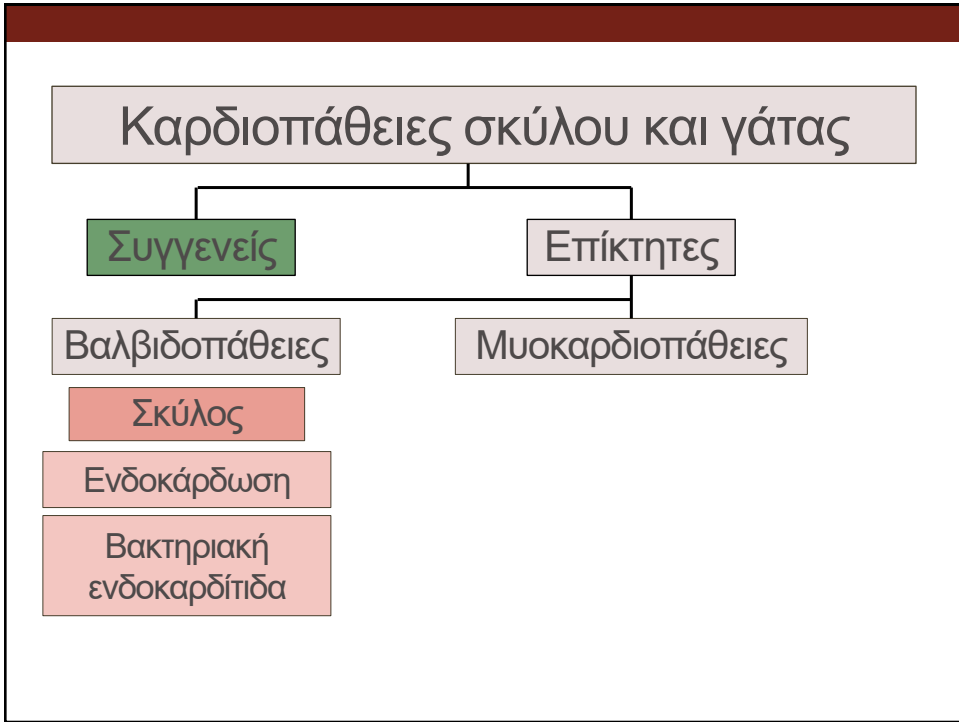 Καρδιοπάθειες σκύλου και γάτας
Συγγενείς
Επίκτητες
Βαλβιδοπάθειες
Μυοκαρδιοπάθειες
Σκύλος
Ενδοκάρδωση
Βακτηριακή
ενδοκαρδίτιδα